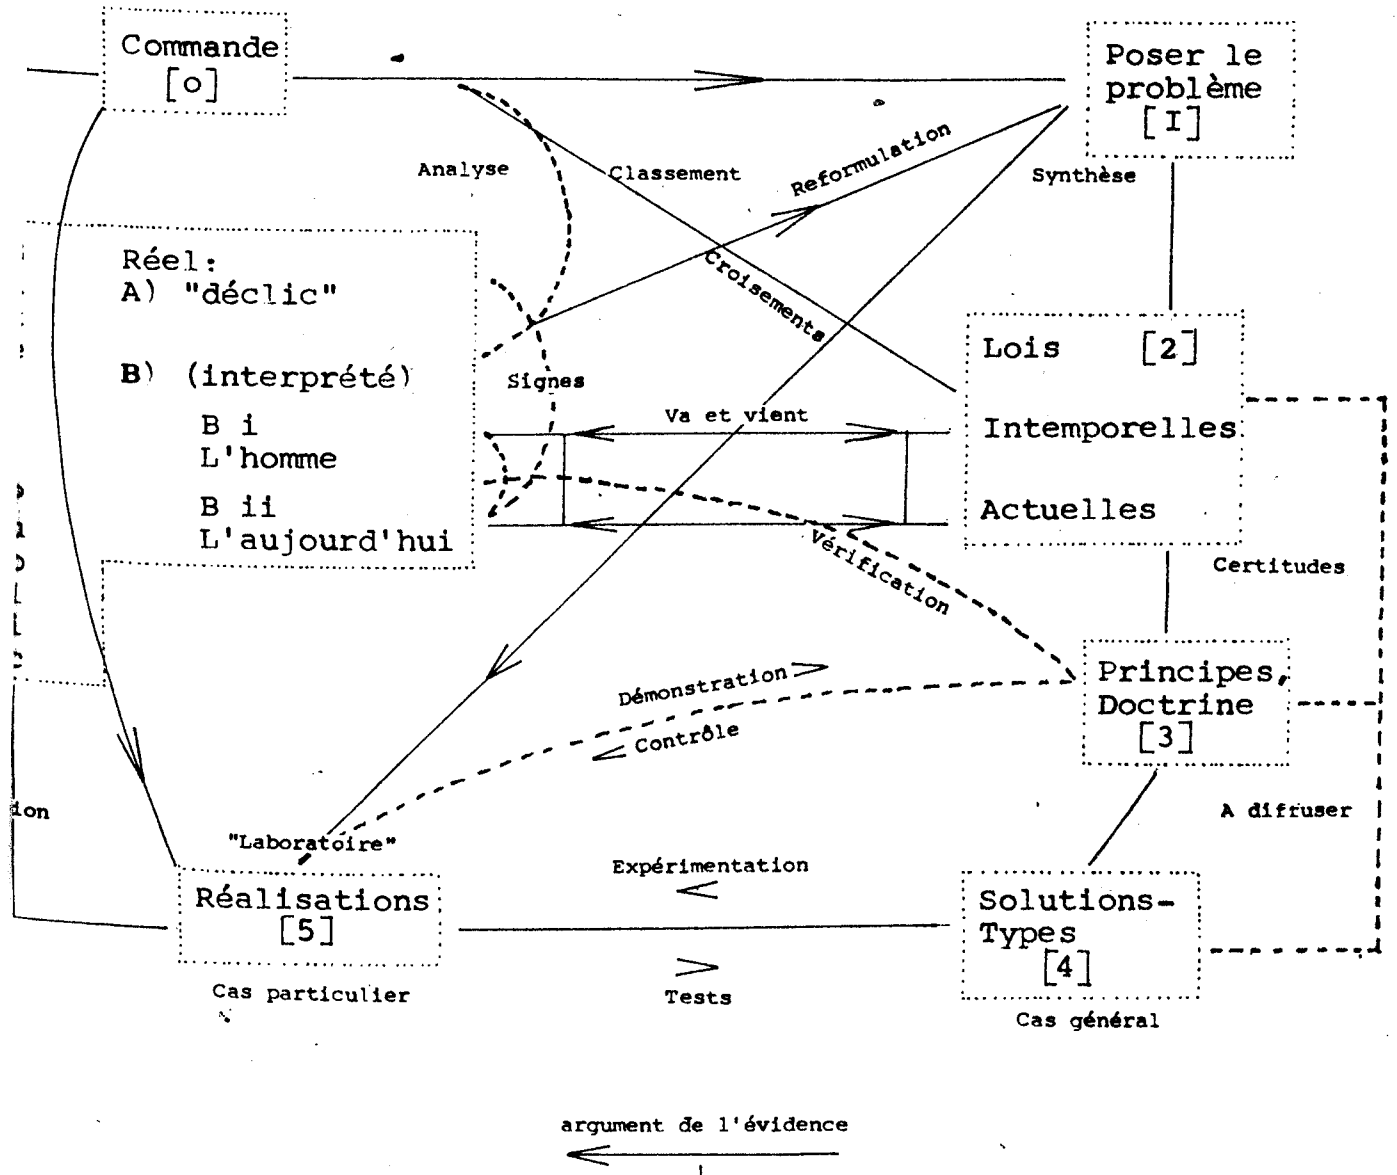 Commande
[o]
Poser le
problème
[I]
Analyse
Classement
Reformulation
Synthèse
Réel:
A) "déclic"
Croisements
B) (interprété)
Signes
B i
L'homme
B ii
L'aujourd'hui
Va et vient
Lois [2]
Intemporelles
Actuelles
Vérification
Certitudes
Démonstration
Contrôle
Principes,
Doctrine
[3]
ion
A diffuser
"Laboratoire"
Expérimentation
Réalisations
[5]
Solutions-
Types
[4]
Cas particulier
Tests
Cas général
argument de l'évidence